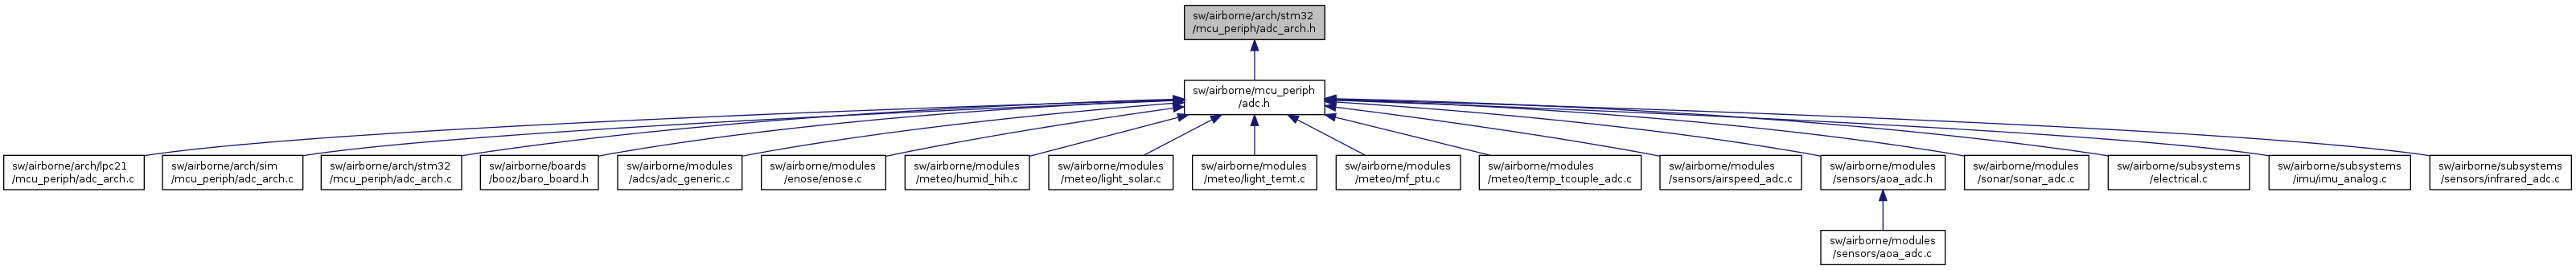 sw/airborne/arch/stm32
/mcu_periph/adc_arch.h
sw/airborne/mcu_periph
/adc.h
sw/airborne/arch/lpc21
/mcu_periph/adc_arch.c
sw/airborne/arch/sim
/mcu_periph/adc_arch.c
sw/airborne/arch/stm32
/mcu_periph/adc_arch.c
sw/airborne/boards
/booz/baro_board.h
sw/airborne/modules
/adcs/adc_generic.c
sw/airborne/modules
/enose/enose.c
sw/airborne/modules
/meteo/humid_hih.c
sw/airborne/modules
/meteo/light_solar.c
sw/airborne/modules
/meteo/light_temt.c
sw/airborne/modules
/meteo/mf_ptu.c
sw/airborne/modules
/meteo/temp_tcouple_adc.c
sw/airborne/modules
/sensors/airspeed_adc.c
sw/airborne/modules
/sensors/aoa_adc.h
sw/airborne/modules
/sonar/sonar_adc.c
sw/airborne/subsystems
/electrical.c
sw/airborne/subsystems
/imu/imu_analog.c
sw/airborne/subsystems
/sensors/infrared_adc.c
sw/airborne/modules
/sensors/aoa_adc.c